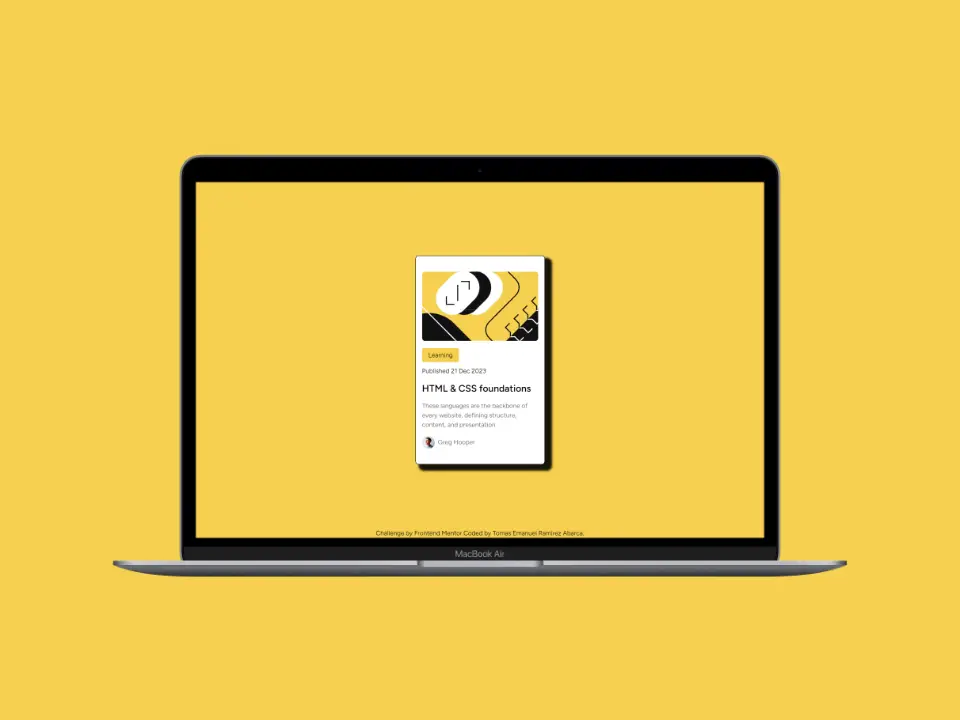 Learning
Published 21 Dec 2023
HTML & CSS foundations
These languages are the backbone of
every website, defining structure,
content, and presentation
Greg Hooper
Challenge by Frontend Mentor Coded by Tomas Emanuel Ramirez Abarca.
MacBook Air